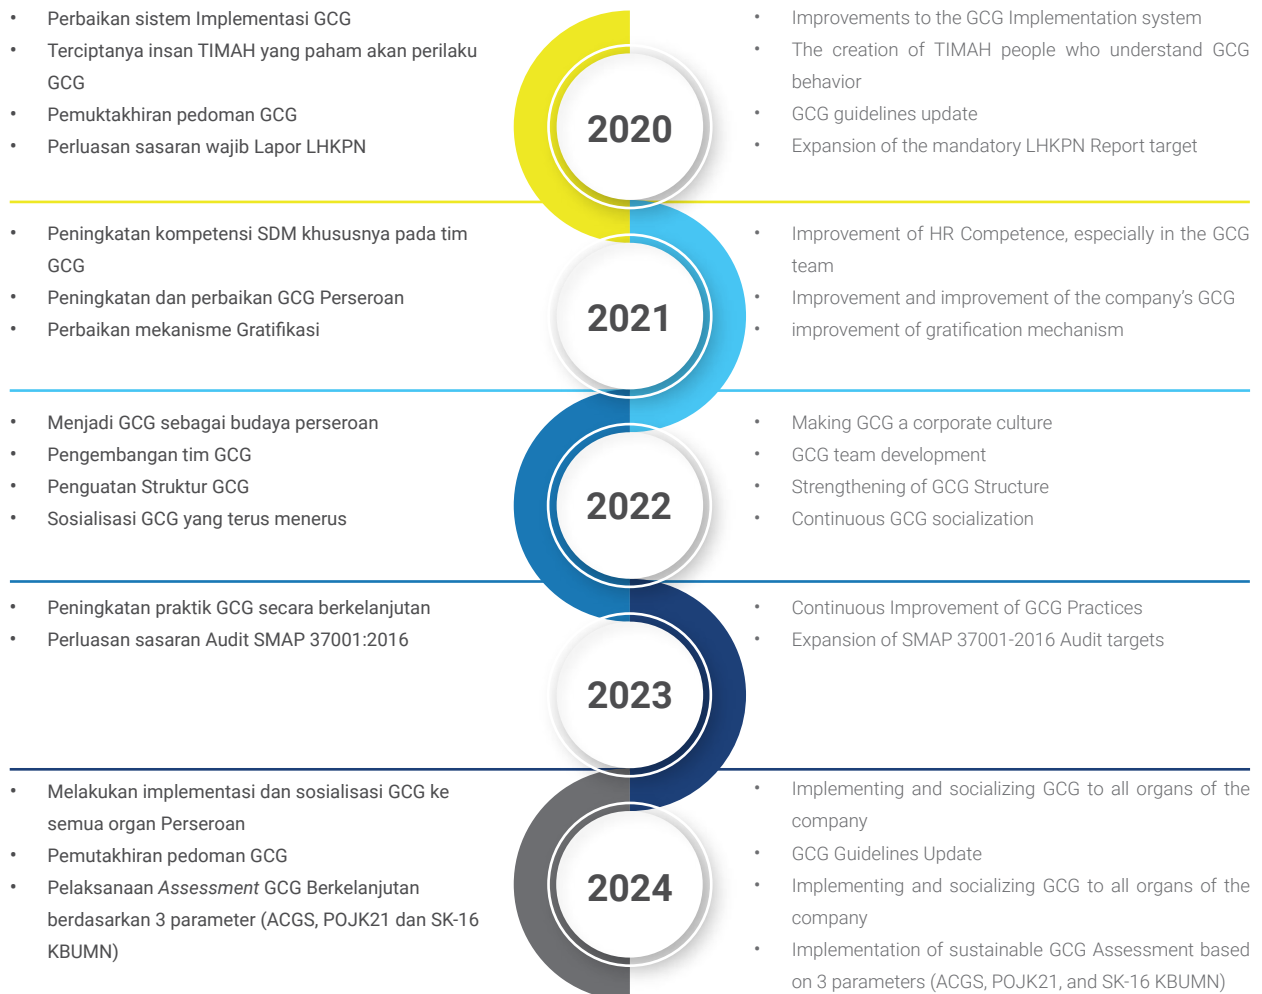 • Perbaikan sistem Implementasi GCG
• Terciptanya insan TIMAH yang paham akan perilaku
GCG
• Pemuktakhiran pedoman GCG
• Perluasan sasaran wajib Lapor LHKPN
2020
• Improvements to the GCG Implementation system
• The creation of TIMAH people who understand GCG
behavior
• GCG guidelines update
• Expansion of the mandatory LHKPN Report target
• Peningkatan kompetensi SDM khususnya pada tim
GCG
• Peningkatan dan perbaikan GCG Perseroan
• Perbaikan mekanisme Gratifikasi
2021
• Improvement of HR Competence, especially in the GCG
team
• Improvement and improvement of the company's GCG
• improvement of gratification mechanism
• Menjadi GCG sebagai budaya perseroan
• Pengembangan tim GCG
• Penguatan Struktur GCG
• Sosialisasi GCG yang terus menerus
2022
• Making GCG a corporate culture
• GCG team development
• Strengthening of GCG Structure
• Continuous GCG socialization
• Peningkatan praktik GCG secara berkelanjutan
• Perluasan sasaran Audit SMAP 37001:2016
2023
• Continuous Improvement of GCG Practices
• Expansion of SMAP 37001-2016 Audit targets
• Melakukan implementasi dan sosialisasi GCG ke
semua organ Perseroan
• Pemutakhiran pedoman GCG
• Pelaksanaan Assessment GCG Berkelanjutan
berdasarkan 3 parameter (ACGS, POJK21 dan SK-16
KBUMN)
2024
• Implementing and socializing GCG to all organs of the
company
• GCG Guidelines Update
• Implementing and socializing GCG to all organs of the
company
• Implementation of sustainable GCG Assessment based
on 3 parameters (ACGS, POJK21, and SK-16 KBUMN)